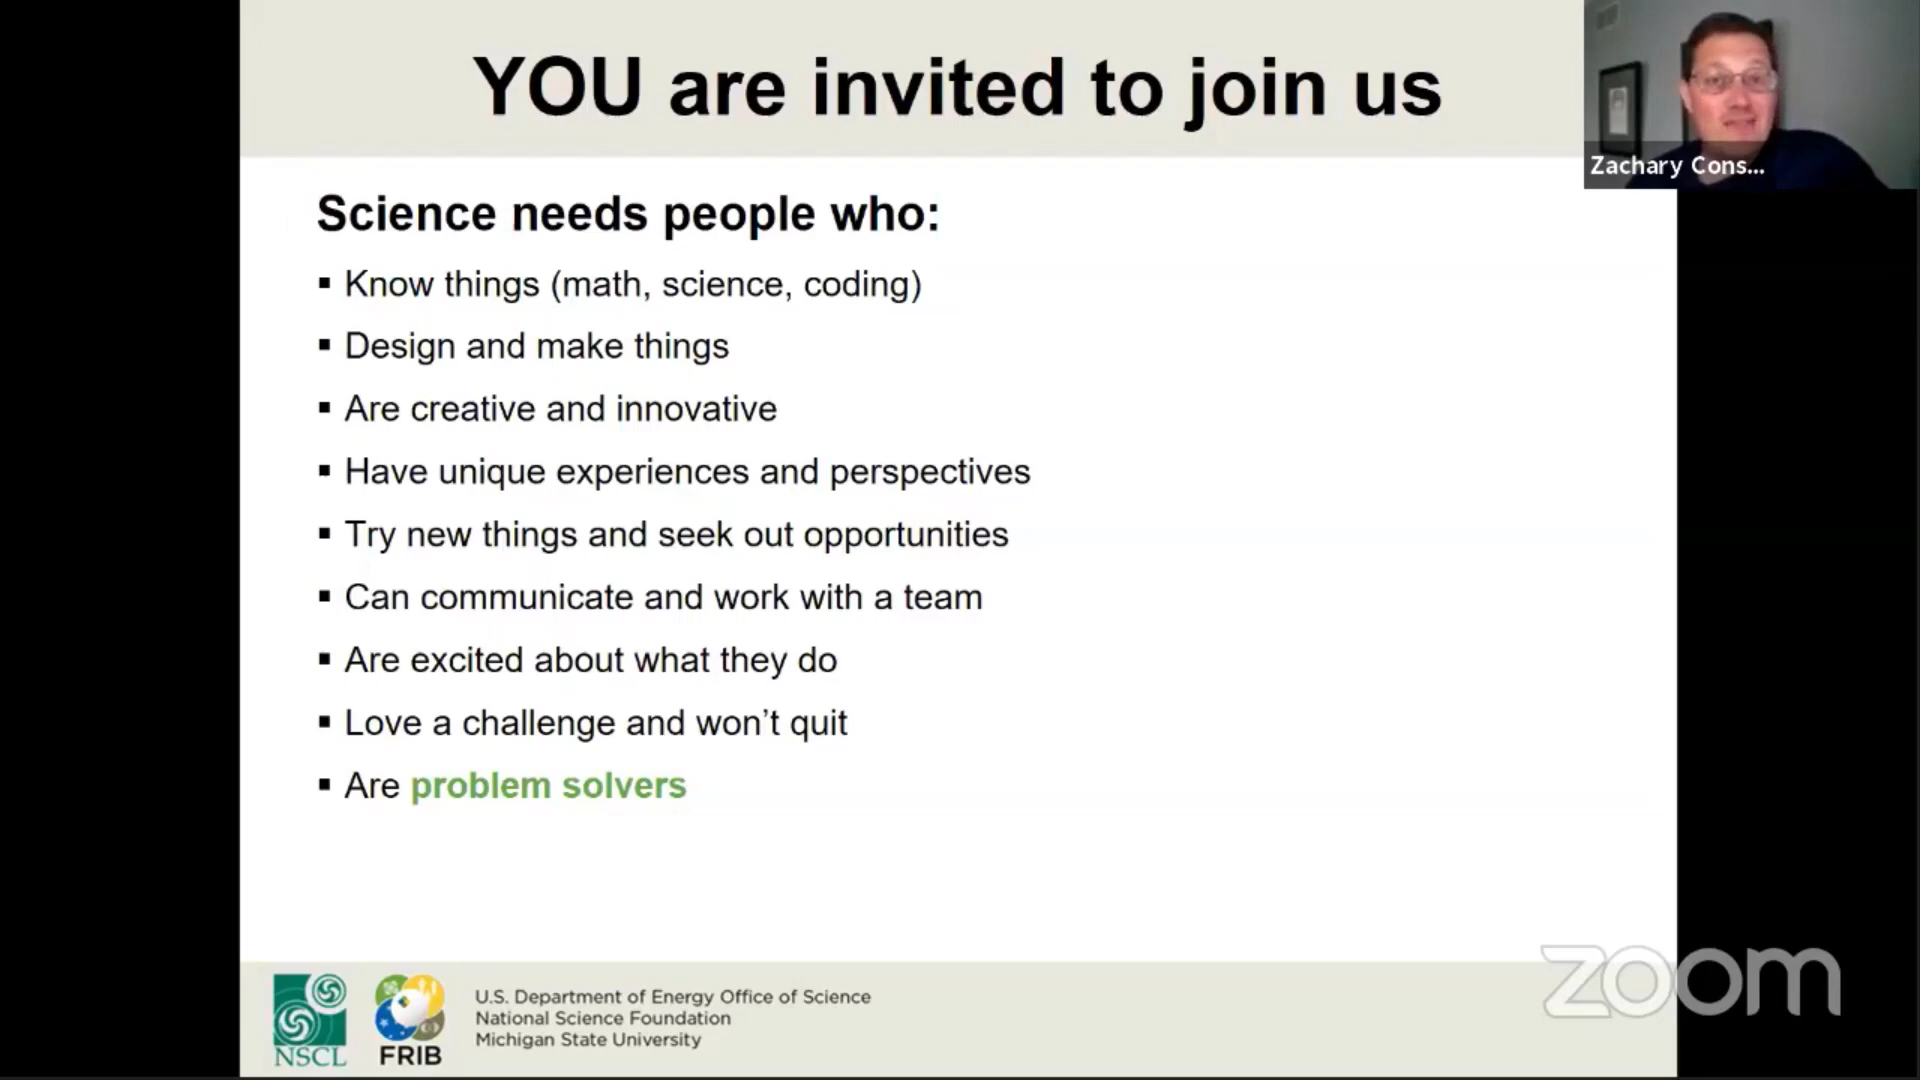 YOU are invited to join us
Zachary Cons...
Science needs people who:
▪ Know things (math, science, coding)
▪ Design and make things
▪ Are creative and innovative
▪ Have unique experiences and perspectives
▪ Try new things and seek out opportunities
▪ Can communicate and work with a team
▪ Are excited about what they do
▪ Love a challenge and won’t quit
▪ Are problem solvers
NSCL
FRIB
U.S. Department of Energy Office of Science
National Science Foundation
Michigan State University
zoom